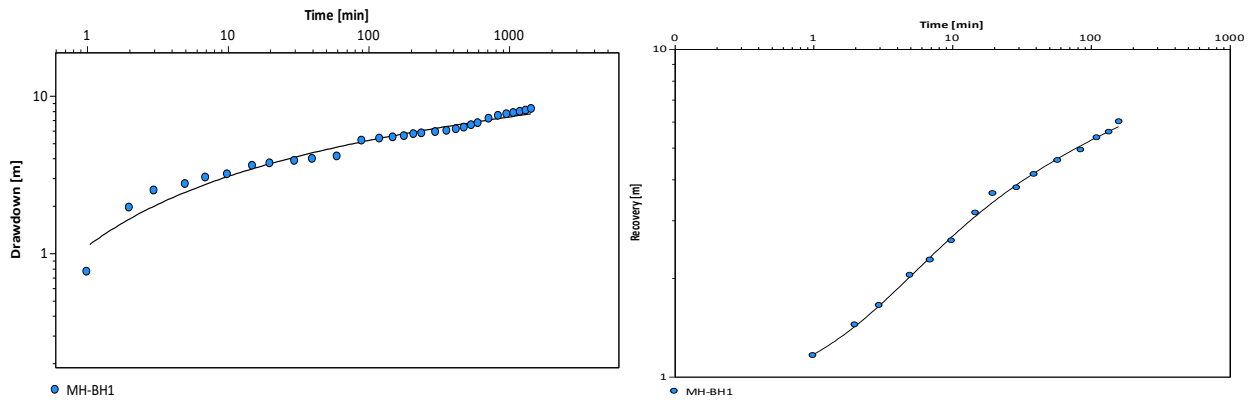 Time [min]
1 10 100 1000
10
1
Drawdown [m]
MH-BH1
Time [min]
0 1 10 100 1000
10
1
Recovery [m]
MH-BH1